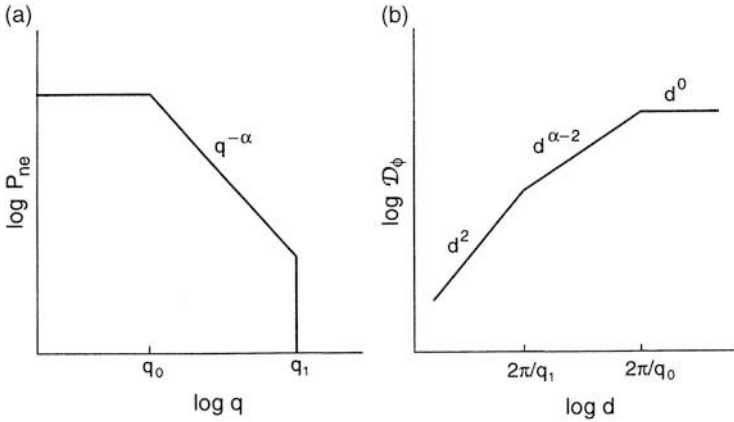 (a)
log P_ne
q^−α
q_0
q_1
log q
(b)
log 𝒟_ϕ
d^2
d^α−2
d^0
2π/q_1
2π/q_0
log d